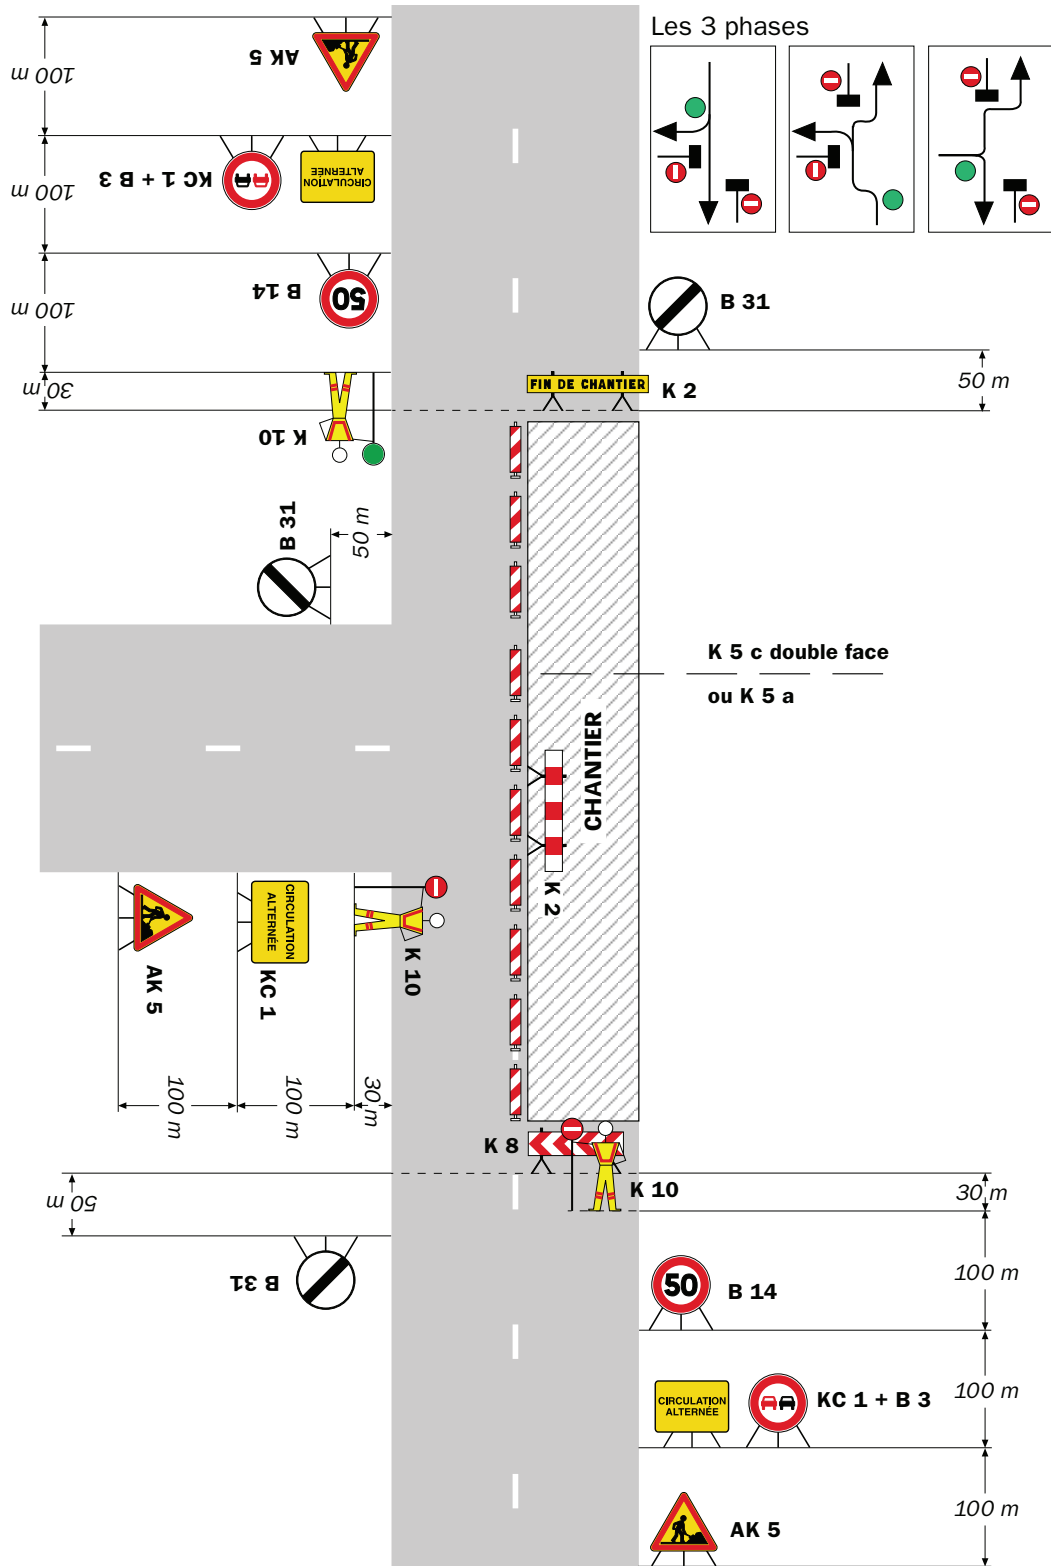 Les 3 phases
100 m
AK 5
100 m
KC 1 + B 3
CIRCULATION
ALTERNÉE
100 m
B 14
50
B 31
50 m
30 m
K 10
FIN DE CHANTIER
K 2
B 31
50 m
K 5 c double face
ou K 5 a
CHANTIER
K 2
AK 5
CIRCULATION
ALTERNÉE
KC 1
K 10
100 m
100 m
30 m
K 8
K 10
30 m
50 m
B 31
50
B 14
100 m
CIRCULATION
ALTERNÉE
KC 1 + B 3
100 m
AK 5
100 m